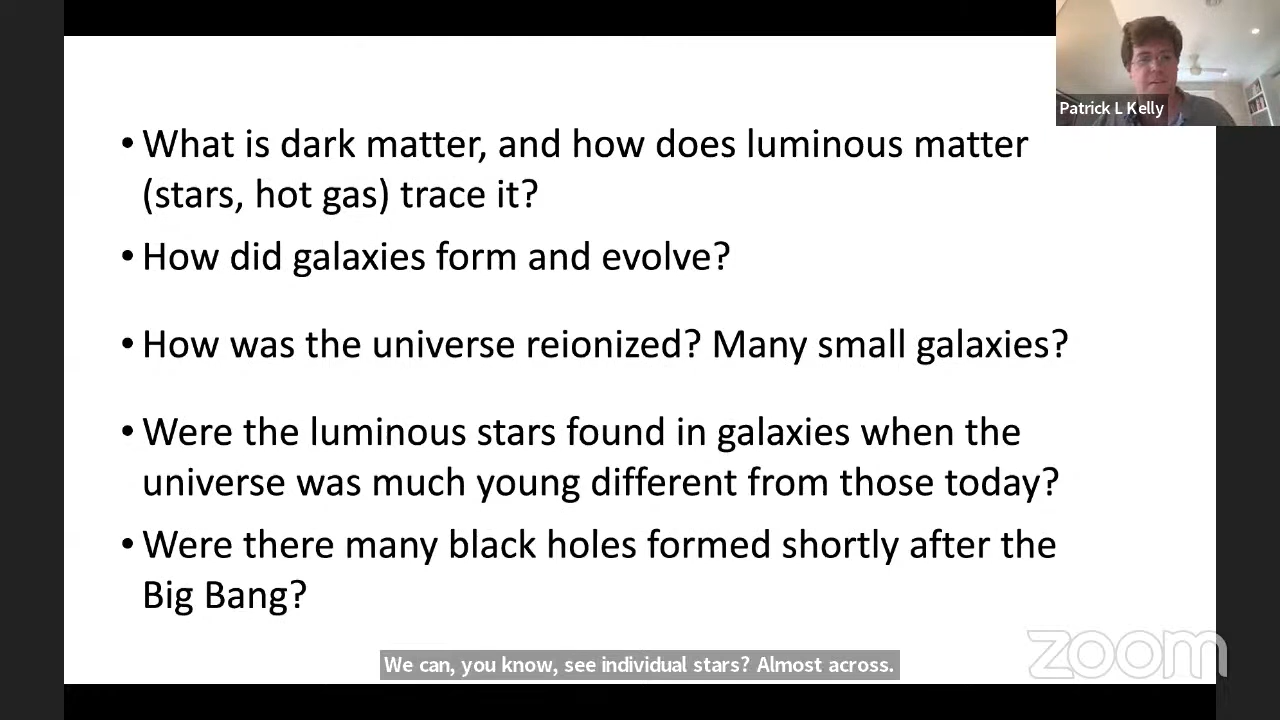 Patrick L Kelly
• What is dark matter, and how does luminous matter
(stars, hot gas) trace it?
• How did galaxies form and evolve?
• How was the universe reionized? Many small galaxies?
• Were the luminous stars found in galaxies when the
universe was much young different from those today?
• Were there many black holes formed shortly after the
Big Bang?
We can, you know, see individual stars? Almost across.
zoom